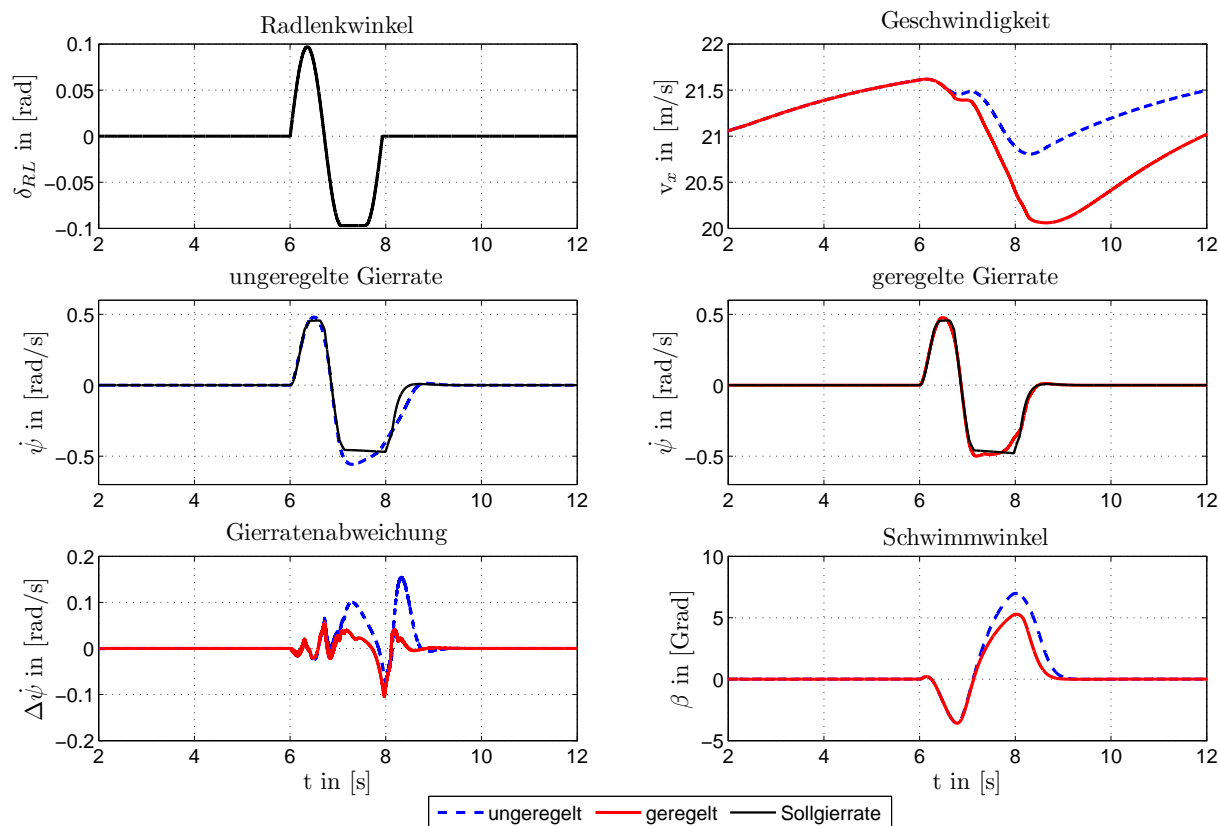 Radlenkwinkel
δ_RL in [rad]
0.1
0.05
0
−0.05
−0.1
2 4 6 8 10 12
Geschwindigkeit
v_x in [m/s]
22
21.5
21
20.5
20
2 4 6 8 10 12
ungeregelte Gierrate
ψ̇ in [rad/s]
0.5
0
−0.5
2 4 6 8 10 12
geregelte Gierrate
ψ̇ in [rad/s]
0.5
0
−0.5
2 4 6 8 10 12
Gierratenabweichung
Δψ̇ in [rad/s]
0.2
0.1
0
−0.1
−0.2
2 4 6 8 10 12
t in [s]
Schwimmwinkel
β in [Grad]
10
5
0
−5
2 4 6 8 10 12
t in [s]
ungeregelt geregelt Sollgierrate